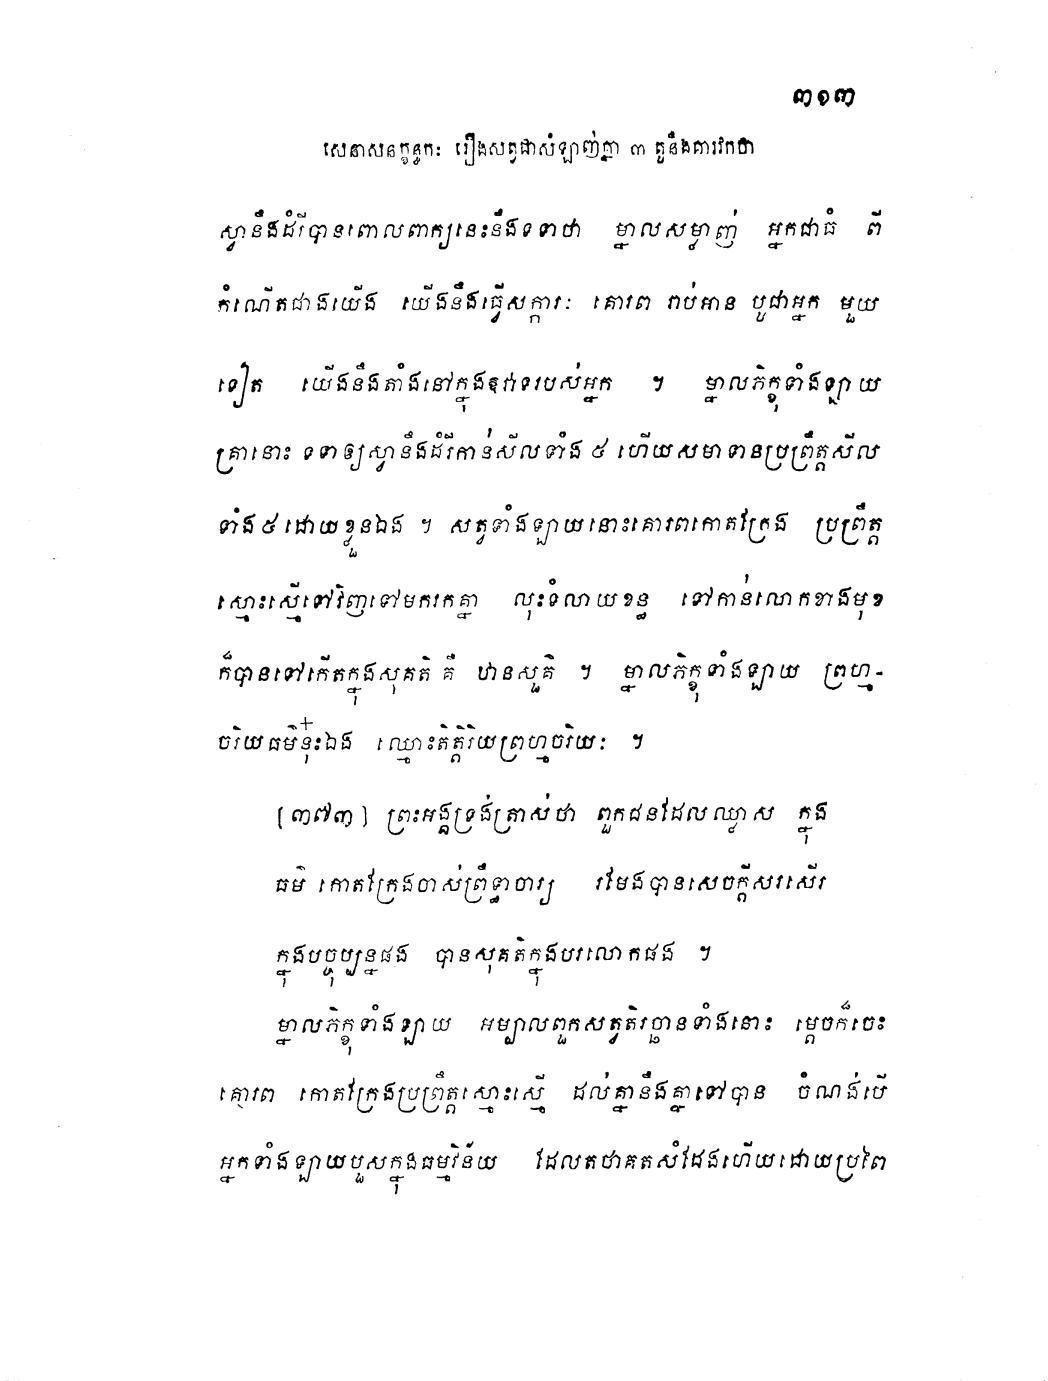 ៣១៣
សេនាសនក្ខន្ធកៈ រឿងសត្វជាសំឡាញ់គ្នា ៣ តួនឹងគារវកថា
ស្វានឹងដំរីបានពោលពាក្យនេះនឹងទទាថា ម្នាលសម្លាញ់ អ្នកជាធំ ពី
កំណើតជាងយើង យើងនឹងធ្វើសក្ការៈ គោរព រាប់អាន បូជាអ្នក មួយ
ទៀត យើងនឹងតាំងនៅក្នុងឱវាទរបស់អ្នក ។ ម្នាលភិក្ខុទាំងឡាយ
គ្រានោះ ទទាឲ្យស្វានឹងដំរីកាន់សីលទាំង ៥ ហើយសមាទានប្រព្រឹត្តសីល
ទាំង ៥ ដោយខ្លួនឯង ។ សត្វទាំងឡាយនោះគោរពកោតក្រែង ប្រព្រឹត្ត
ស្មោះស្មើទៅវិញទៅមករកគ្នា លុះទំលាយខន្ធ ទៅកាន់លោកខាងមុខ
ក៏បានទៅកើតក្នុងសុគតិ គឺ ឋានសួគ៌ ។ ម្នាលភិក្ខុទាំងឡាយ ព្រហ្ម-
ចរិយធម៌នុ៎ះឯង ឈ្មោះតិត្តិរិយព្រហ្មចរិយៈ ។
(៣៧៣) ព្រះអង្គទ្រង់ត្រាស់ថា ពួកជនដែលឈ្លាស ក្នុង
ធម៌ កោតក្រែងចាស់ព្រឹទ្ធាចារ្យ រមែងបានសេចក្តីសរសើរ
ក្នុងបច្ចុប្បន្នផង បានសុគតិក្នុងបរលោកផង ។
ម្នាលភិក្ខុទាំងឡាយ អម្បាលពួកសត្វតិរច្ឆានទាំងនោះ ម្តេចក៏ចេះ
គោរព កោតក្រែងប្រព្រឹត្តស្មោះស្មើ ដល់គ្នានឹងគ្នាទៅបាន ចំណង់បើ
អ្នកទាំងឡាយបួសក្នុងធម្មវិន័យ ដែលតថាគតសំដែងហើយដោយប្រពៃ